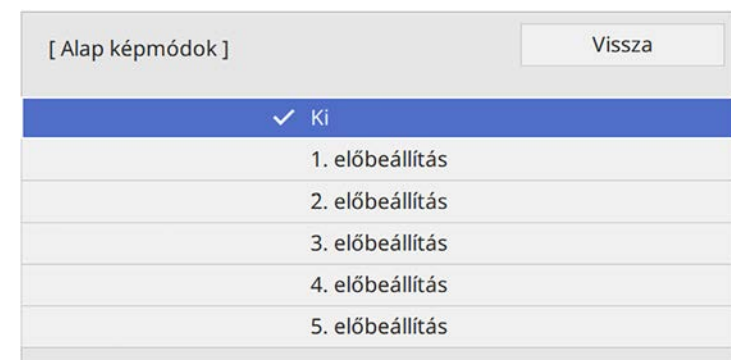 [ Alap képmódok ]
Vissza
Ki
1. előbeállítás
2. előbeállítás
3. előbeállítás
4. előbeállítás
5. előbeállítás